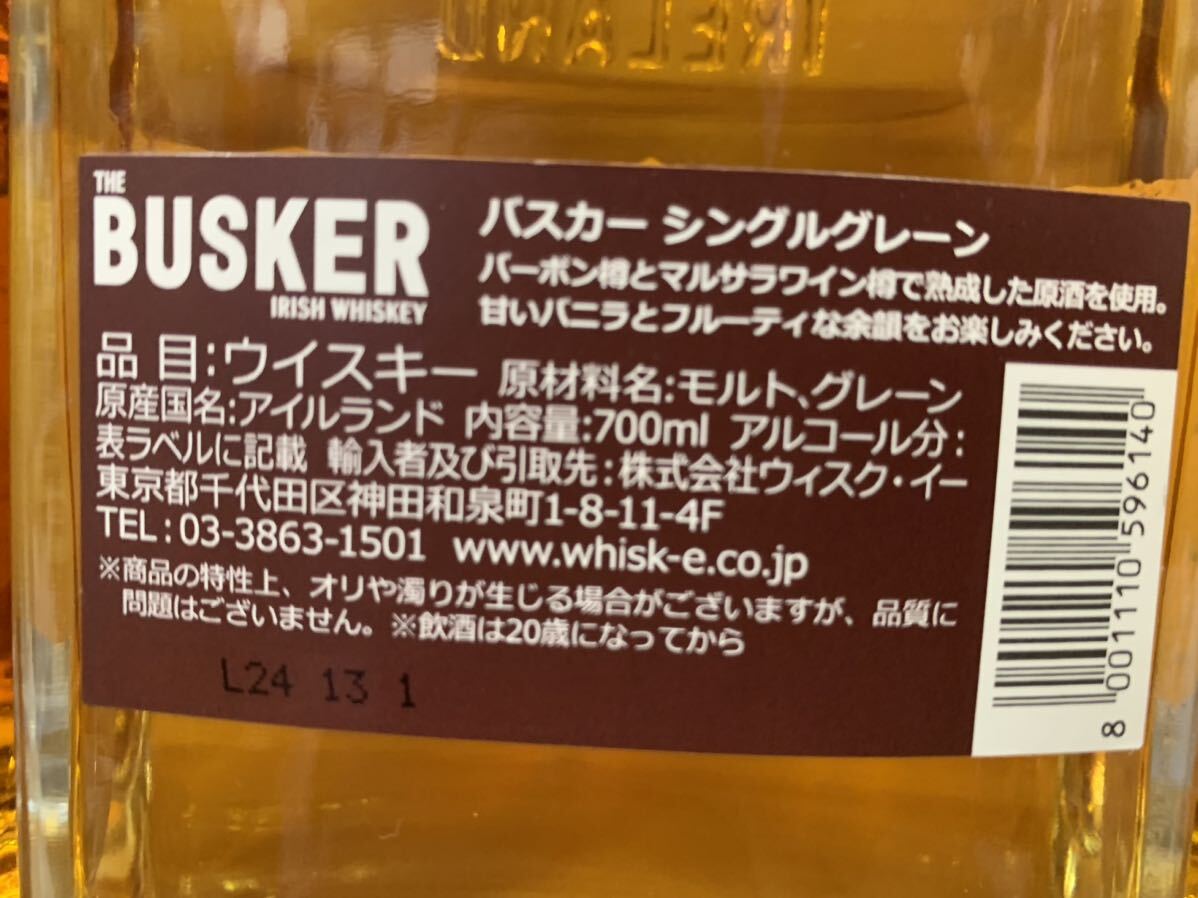 IRELAND
THE
BUSKER
IRISH WHISKEY
バスカー シングルグレーン
バーボン樽とマルサラワイン樽で熟成した原酒を使用。
甘いバニラとフルーティな余韻をお楽しみください。
品 目：ウイスキー 原材料名：モルト、グレーン
原産国名：アイルランド 内容量：700ml アルコール分：
表ラベルに記載 輸入者及び引取先：株式会社ウィスク・イー
東京都千代田区神田和泉町1-8-11-4F
TEL：03-3863-1501 www.whisk-e.co.jp
※商品の特性上、オリや濁りが生じる場合がございますが、品質に
問題はございません。※飲酒は20歳になってから
L24 13 1
8 001110 596140